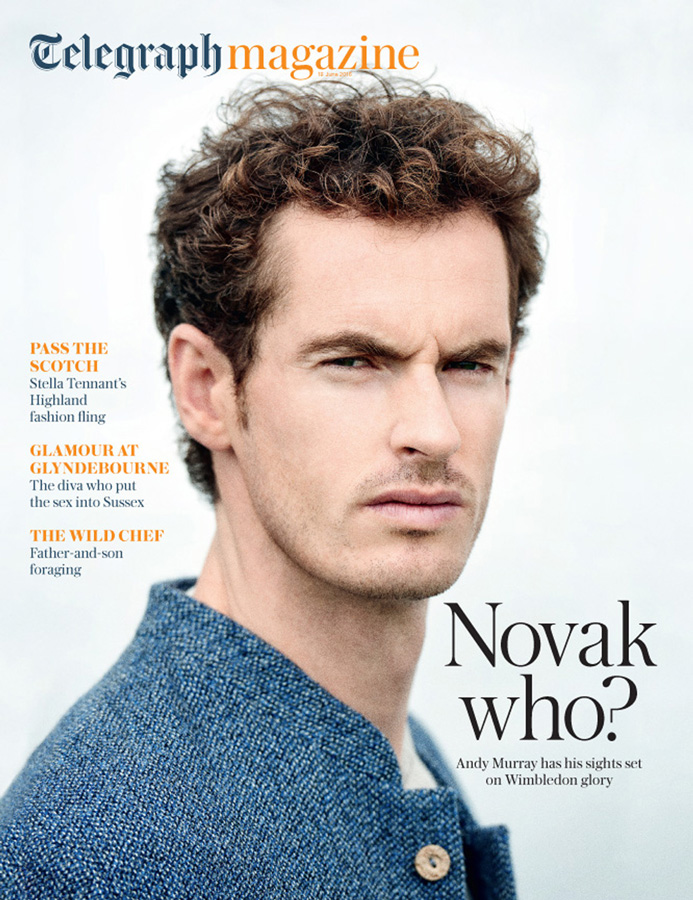 Telegraph magazine
PASS THE
SCOTCH
Stella Tennant's
Highland
fashion fling
GLAMOUR AT
GLYNDEBOURNE
The diva who put
the sex into Sussex
THE WILD CHEF
Father-and-son
foraging
Novak
who?
Andy Murray has his sights set
on Wimbledon glory